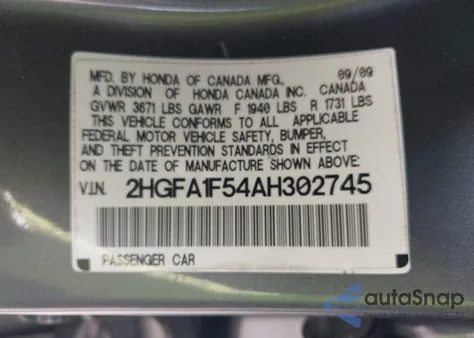 MFD. BY HONDA OF CANADA MFG., 09/09
A DIVISION OF HONDA CANADA INC. CANADA
GVWR 3671 LBS GAWR F 1940 LBS R 1731 LBS
THIS VEHICLE CONFORMS TO ALL APPLICABLE
FEDERAL MOTOR VEHICLE SAFETY, BUMPER,
AND THEFT PREVENTION STANDARDS IN EFFECT
ON THE DATE OF MANUFACTURE SHOWN ABOVE:
V.I.N. 2HGFA1F54AH302745
PASSENGER CAR
autoSnap